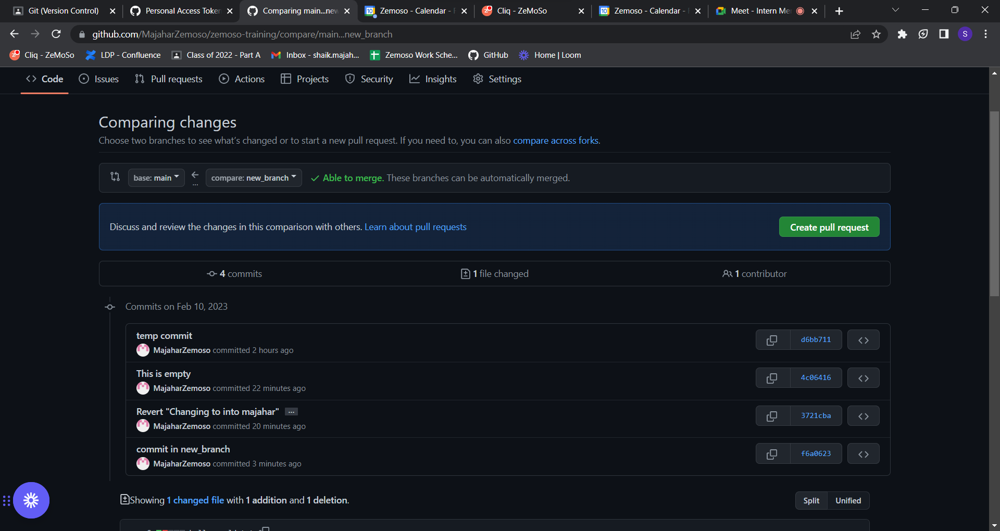 Git (Version Control)
Personal Access Token
Comparing main...new
Zemoso - Calendar -
Cliq - ZeMoSo
Zemoso - Calendar -
Meet - Intern Me
github.com/MajaharZemoso/zemoso-training/compare/main...new_branch
S
Cliq - ZeMoSo
LDP - Confluence
Class of 2022 - Part A
Inbox - shaik.majah...
Zemoso Work Sche...
GitHub
Home | Loom
Code
Issues
Pull requests
Actions
Projects
Security
Insights
Settings
Comparing changes
Choose two branches to see what's changed or to start a new pull request. If you need to, you can also compare across forks.
base: main
...
compare: new_branch
Able to merge. These branches can be automatically merged.
Discuss and review the changes in this comparison with others. Learn about pull requests
Create pull request
4 commits
1 file changed
1 contributor
Commits on Feb 10, 2023
temp commit
MajaharZemoso committed 2 hours ago
d6bb711
This is empty
MajaharZemoso committed 22 minutes ago
4c06416
Revert "Changing to into majahar" ...
MajaharZemoso committed 20 minutes ago
3721cba
commit in new_branch
MajaharZemoso committed 3 minutes ago
f6a0623
Showing 1 changed file with 1 addition and 1 deletion.
Split
Unified